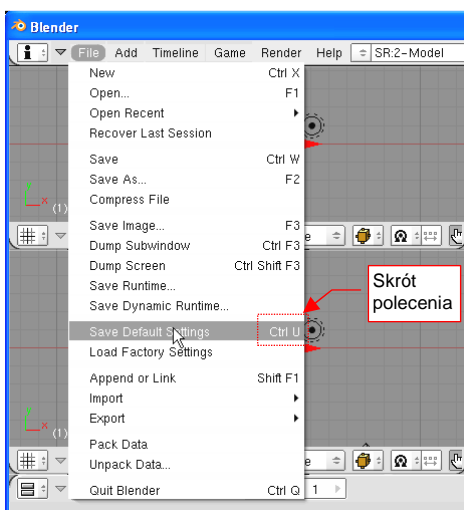 Blender
File Add Timeline Game Render Help SR:2-Model
New Ctrl X
Open... F1
Open Recent
Recover Last Session
Save Ctrl W
Save As... F2
Compress File
Save Image... F3
Dump Subwindow Ctrl F3
Dump Screen Ctrl Shift F3
Save Runtime...
Save Dynamic Runtime...
Save Default Settings Ctrl U
Load Factory Settings
Append or Link Shift F1
Import
Export
Pack Data
Unpack Data...
Quit Blender Ctrl Q
Skrót
polecenia
x
(1)
e
x
(1)
e
1